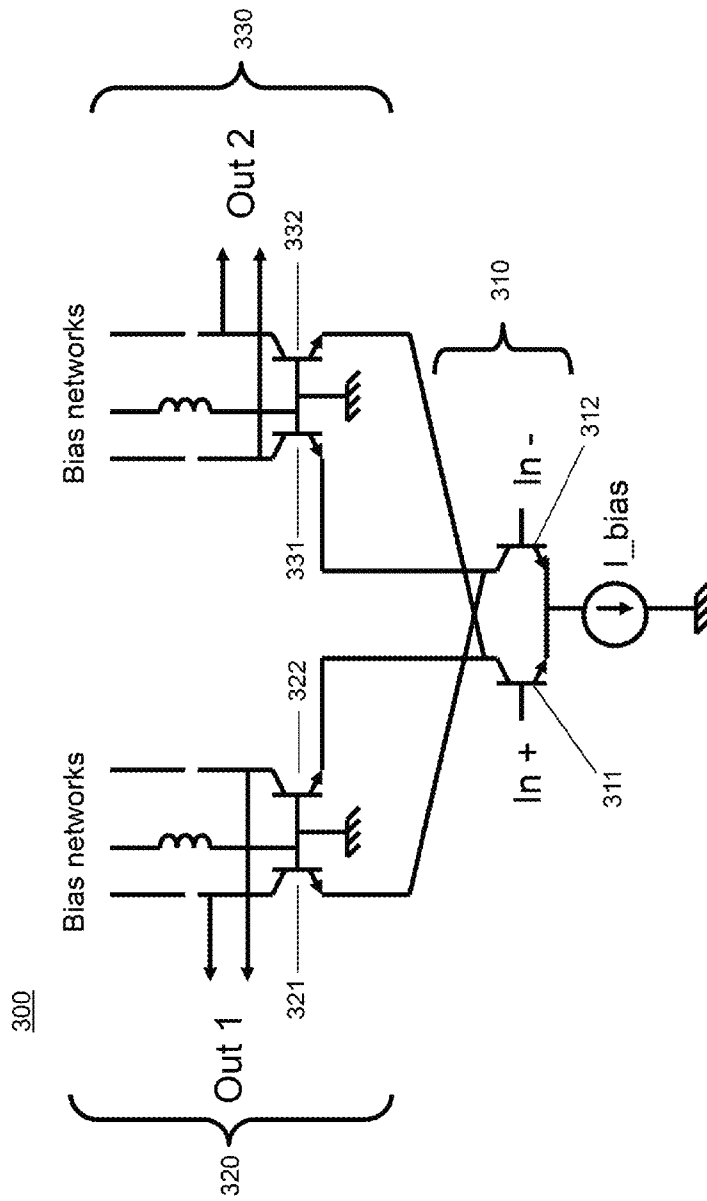 300
Bias networks
Bias networks
320
Out 1
321
322
331
332
Out 2
330
In +
311
In -
312
310
I_bias